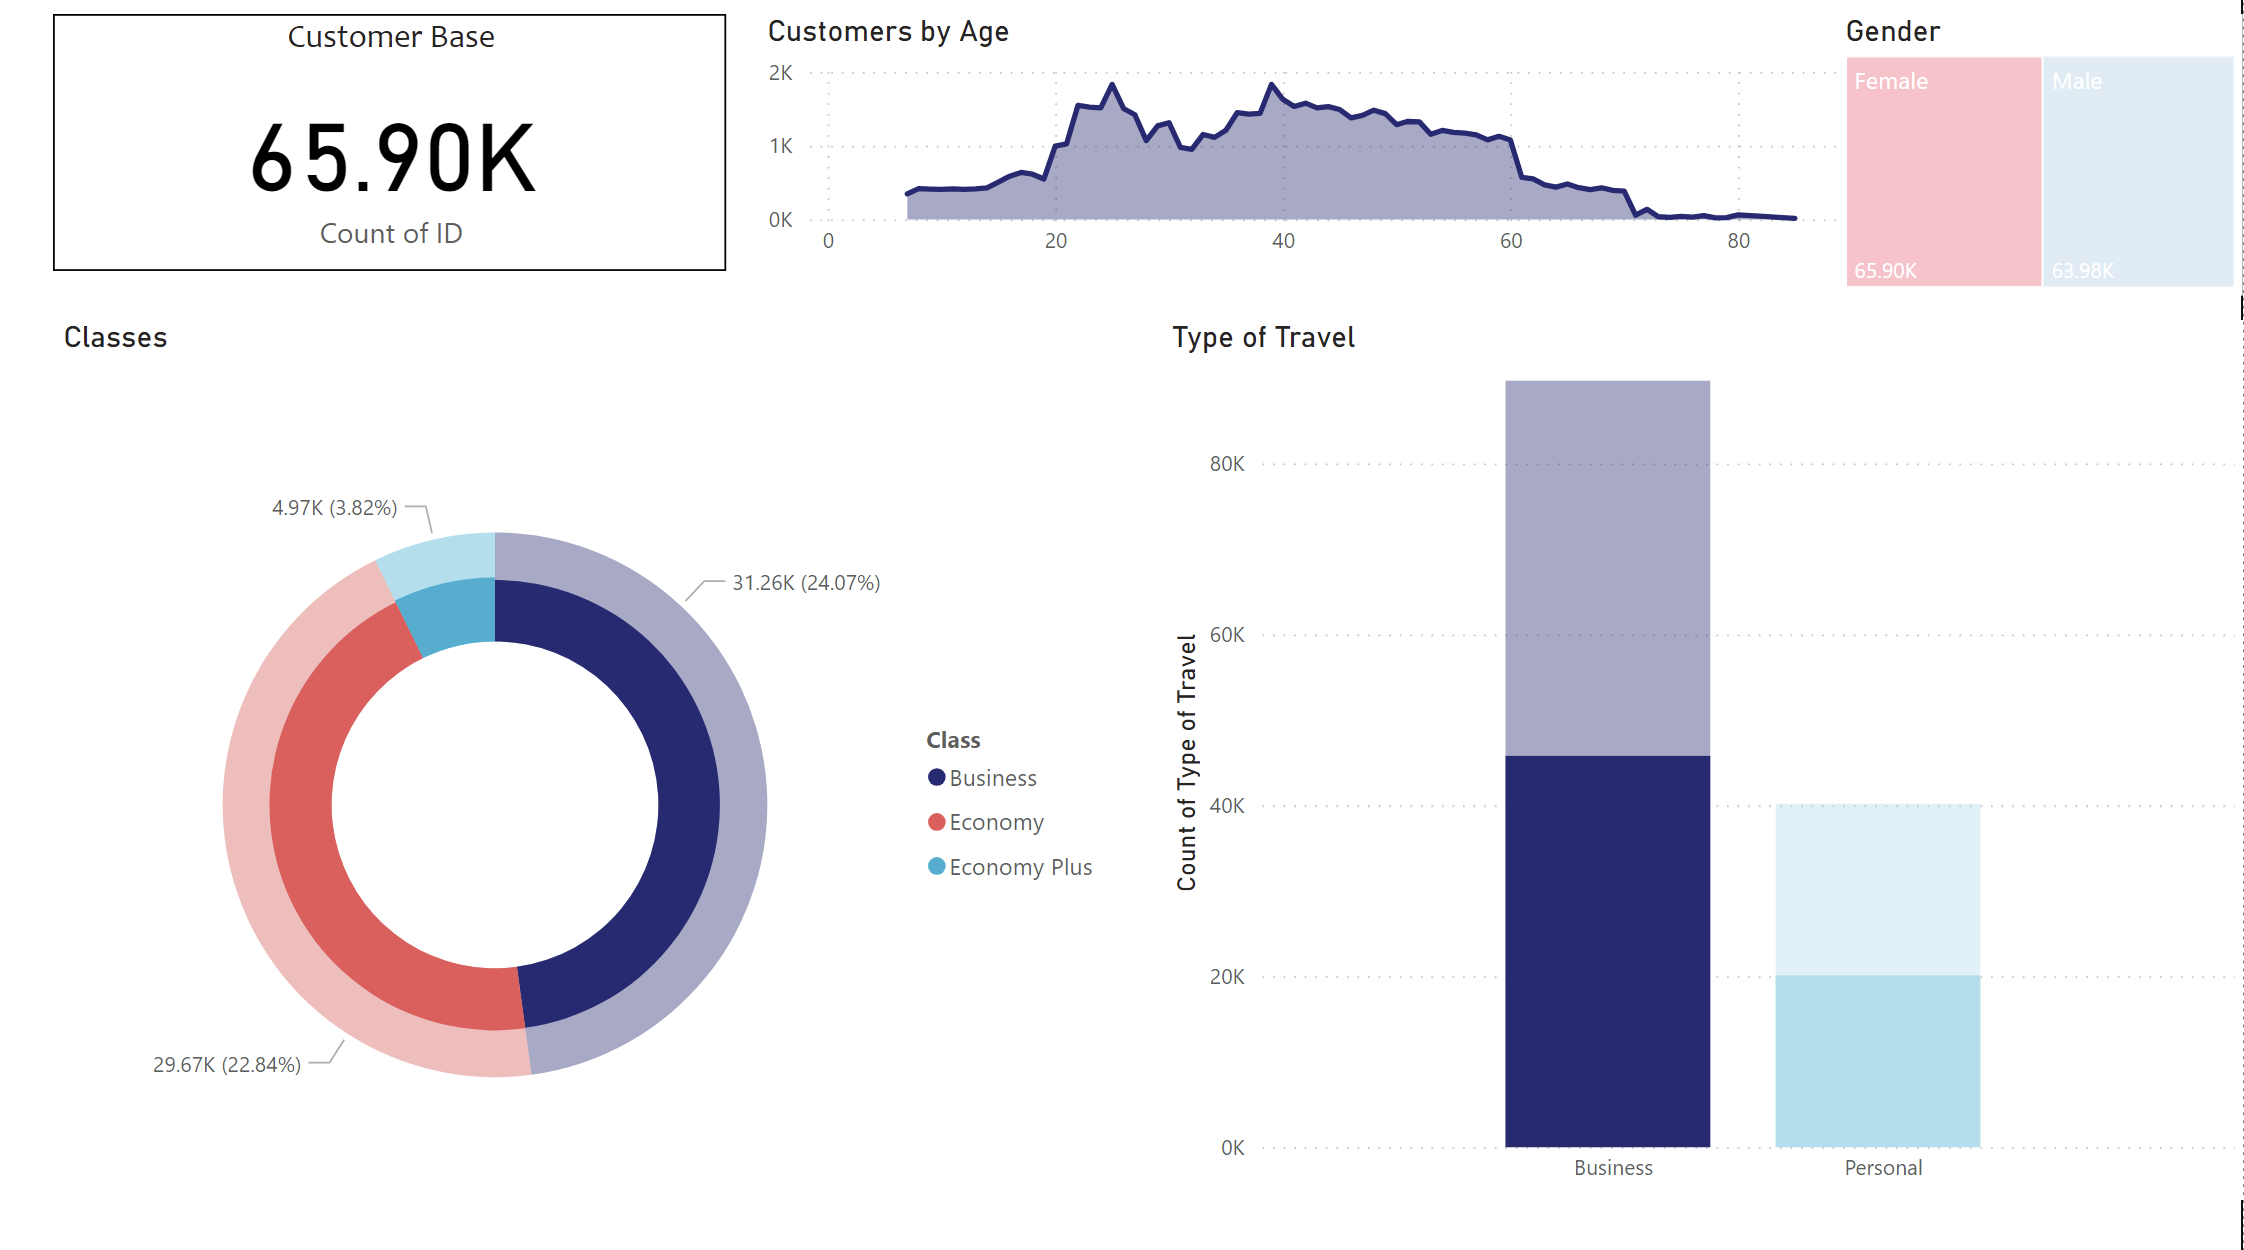 Customer Base
65.90K
Count of ID
Customers by Age
2K
1K
0K
0
20
40
60
80
Gender
Female
65.90K
Male
63.98K
Classes
4.97K (3.82%)
31.26K (24.07%)
29.67K (22.84%)
Class
Business
Economy
Economy Plus
Type of Travel
Count of Type of Travel
80K
60K
40K
20K
0K
Business
Personal